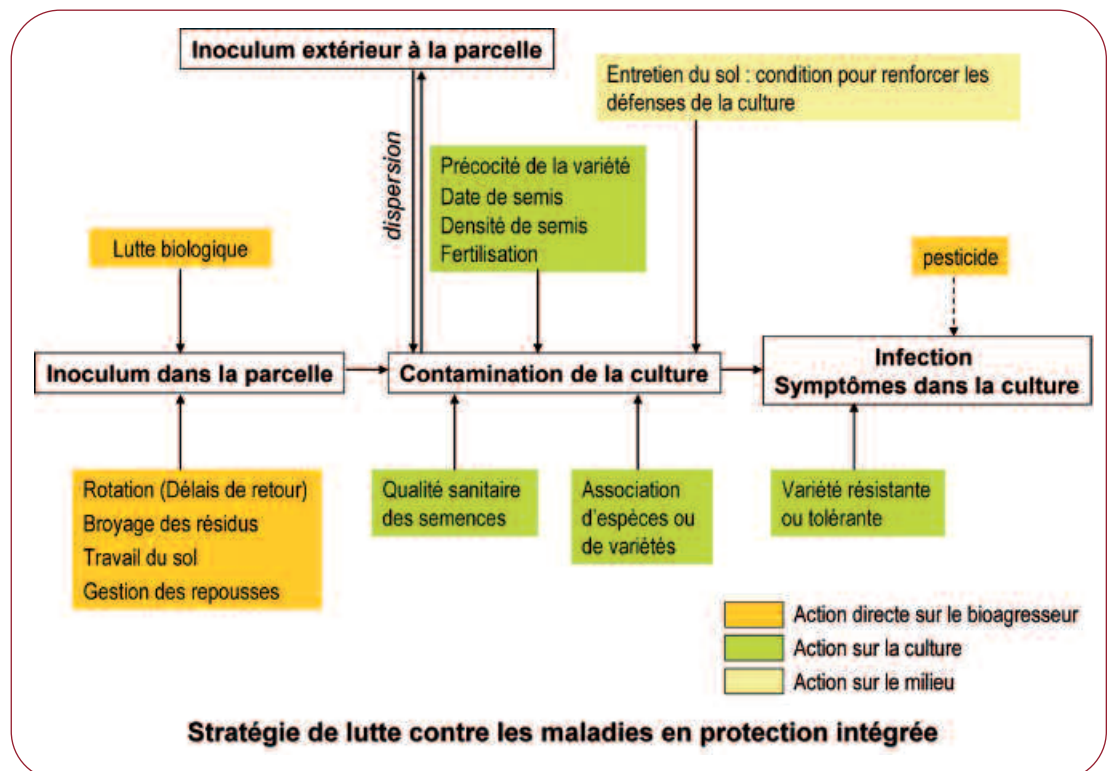 Inoculum extérieur à la parcelle
Entretien du sol : condition pour renforcer les
défenses de la culture
dispersion
Précocité de la variété
Date de semis
Densité de semis
Fertilisation
Lutte biologique
pesticide
Inoculum dans la parcelle
Contamination de la culture
Infection
Symptômes dans la culture
Rotation (Délais de retour)
Broyage des résidus
Travail du sol
Gestion des repousses
Qualité sanitaire
des semences
Association
d'espèces ou
de variétés
Variété résistante
ou tolérante
Action directe sur le bioagresseur
Action sur la culture
Action sur le milieu
Stratégie de lutte contre les maladies en protection intégrée